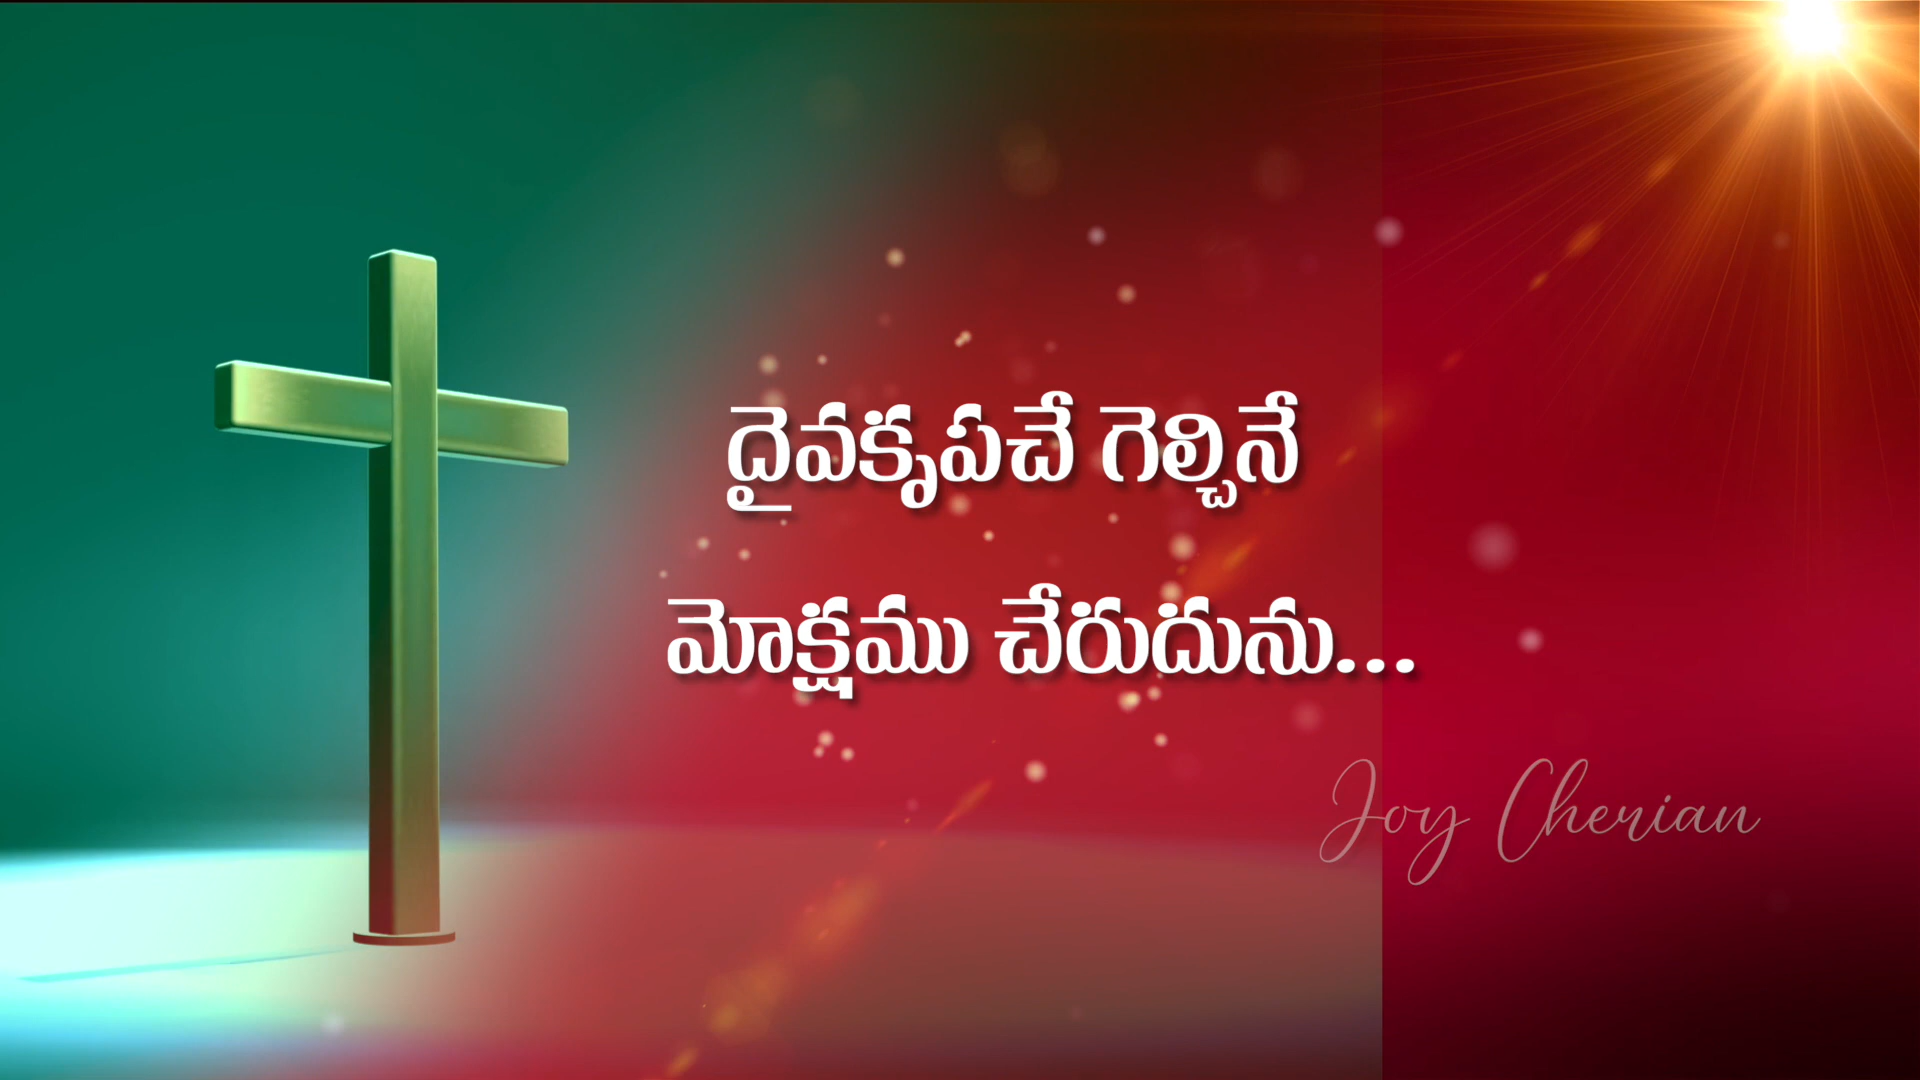 దైవకృపచే గెల్చినే
మోక్షము చేరుదును...
Joy Cherian